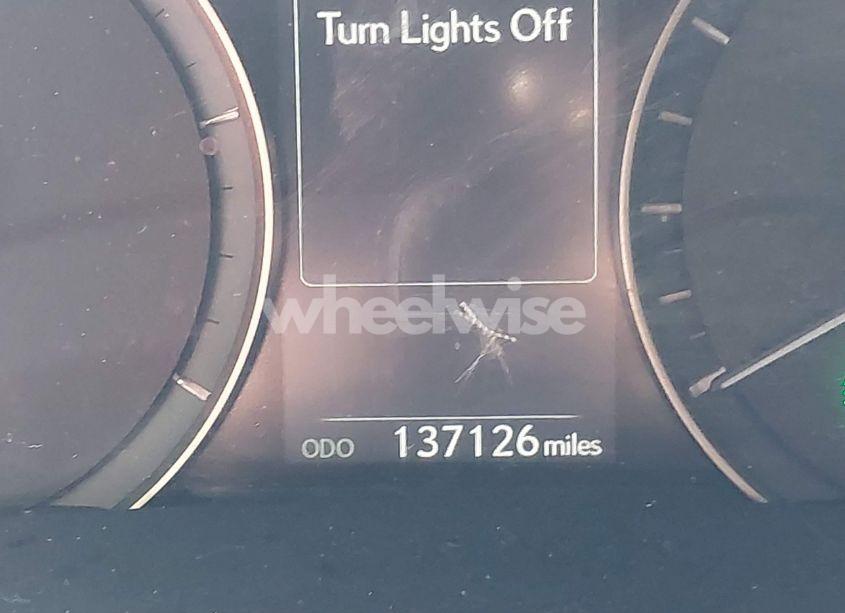 Turn Lights Off
wheelwise
ODO 137126 miles